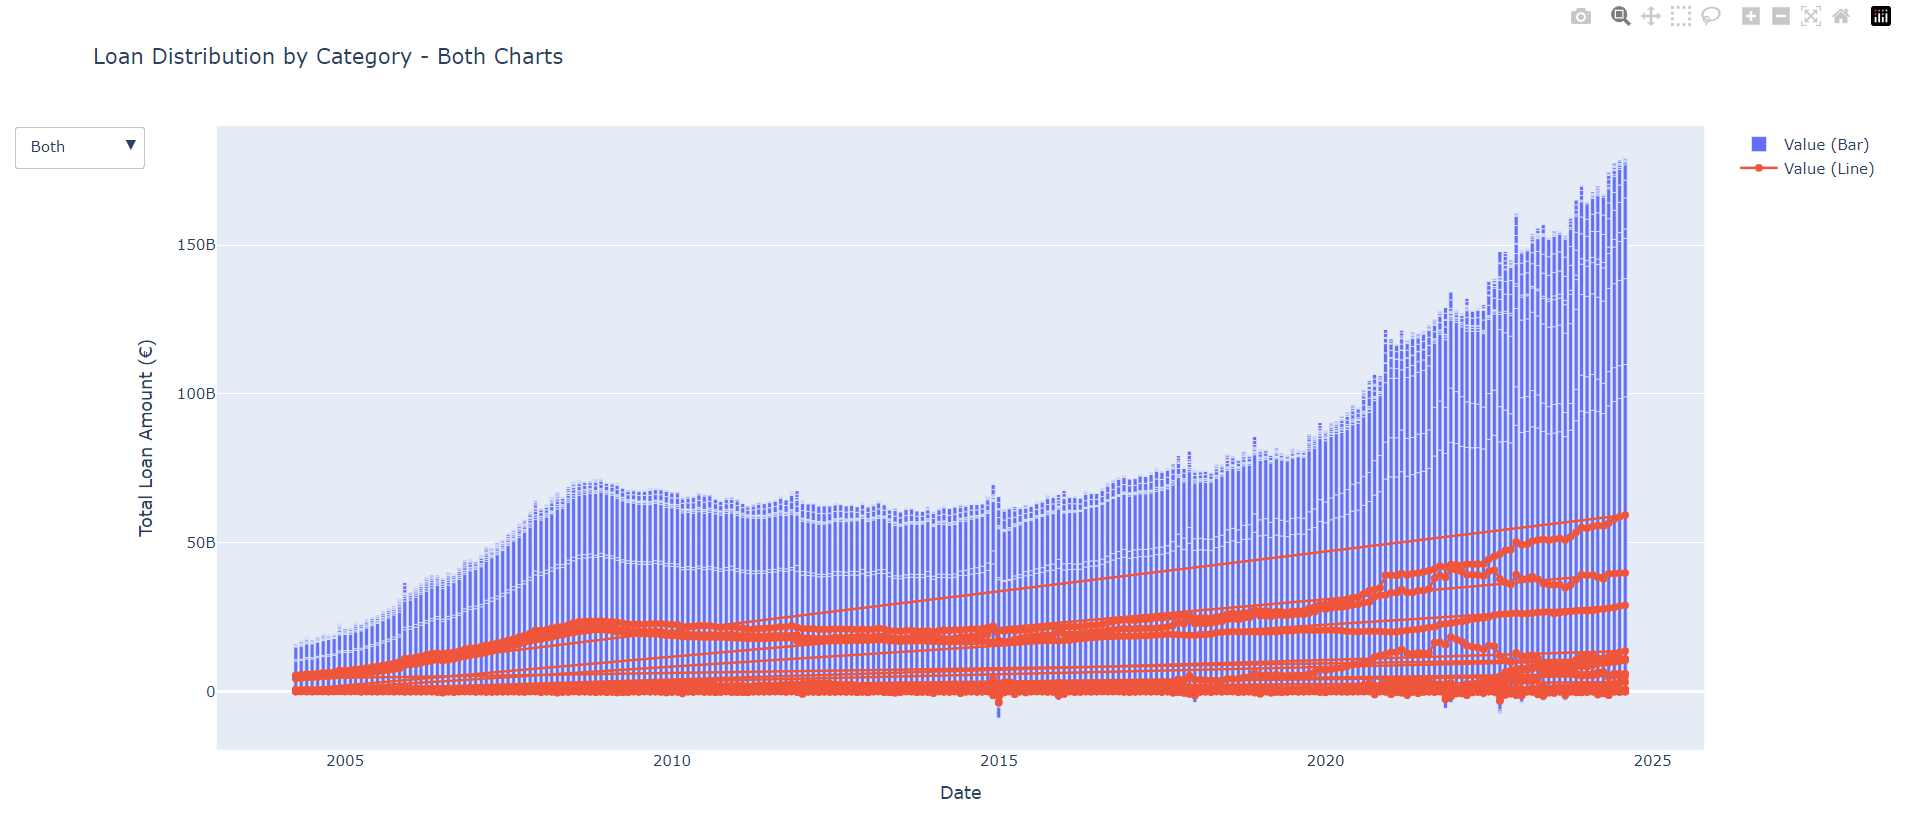 Loan Distribution by Category - Both Charts
Both ▼
Value (Bar)
Value (Line)
Total Loan Amount (€)
150B
100B
50B
0
2005 2010 2015 2020 2025
Date